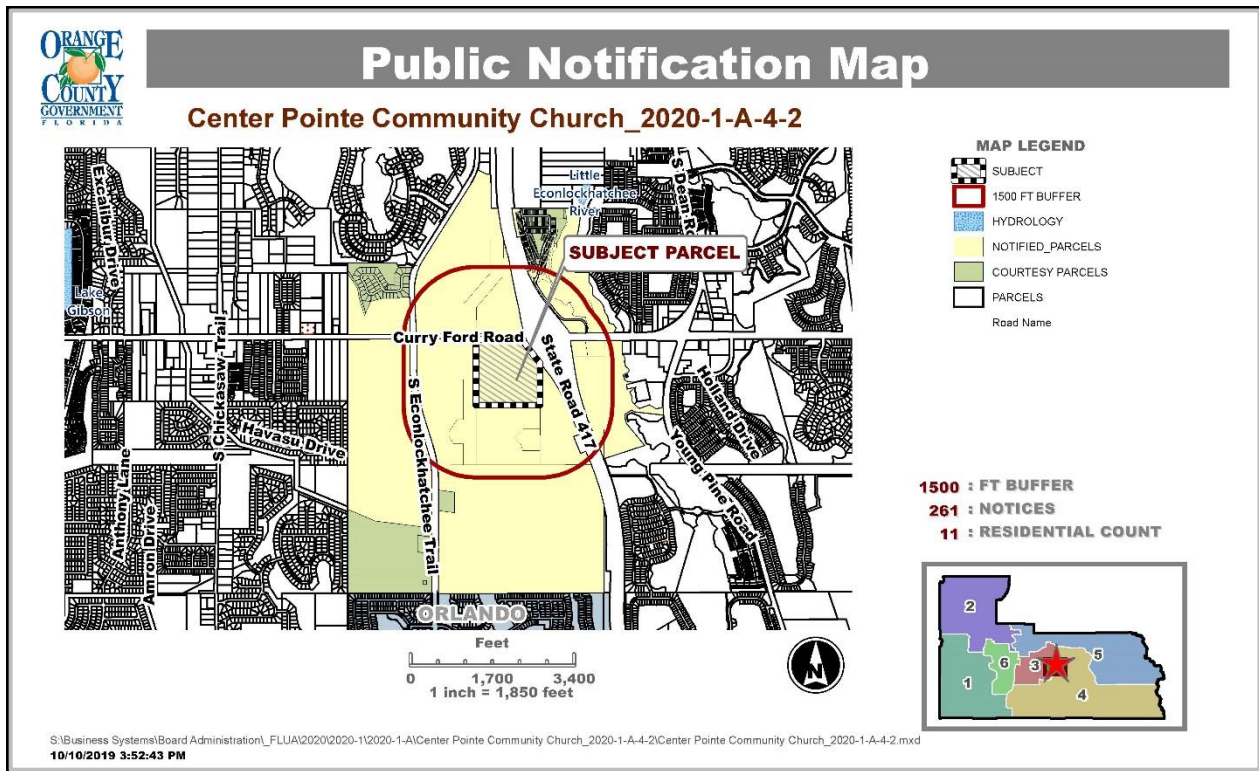 ORANGE
COUNTY
GOVERNMENT
FLORIDA
Public Notification Map
Center Pointe Community Church_2020-1-A-4-2
Excalibur Drive
Lake
Gibson
S Chickasaw Trail
Havasu Drive
Anthony Lane
Amron Drive
Little
Econlockhatchee
River
S Dean Ro
SUBJECT PARCEL
Curry Ford Road
State Road 417
S Econlockhatchee Trail
Holland Drive
Young Pine Road
ORLANDO
Feet
0 1,700 3,400
1 inch = 1,850 feet
N
MAP LEGEND
SUBJECT
1500 FT BUFFER
HYDROLOGY
NOTIFIED_PARCELS
COURTESY PARCELS
PARCELS
Road Name
1500 : FT BUFFER
261 : NOTICES
11 : RESIDENTIAL COUNT
2
5
3
6
1
4
S:\Business Systems\Board Administration\_FLUA\2020\2020-1\2020-1-A\Center Pointe Community Church_2020-1-A-4-2\Center Pointe Community Church_2020-1-A-4-2.mxd
10/10/2019 3:52:43 PM